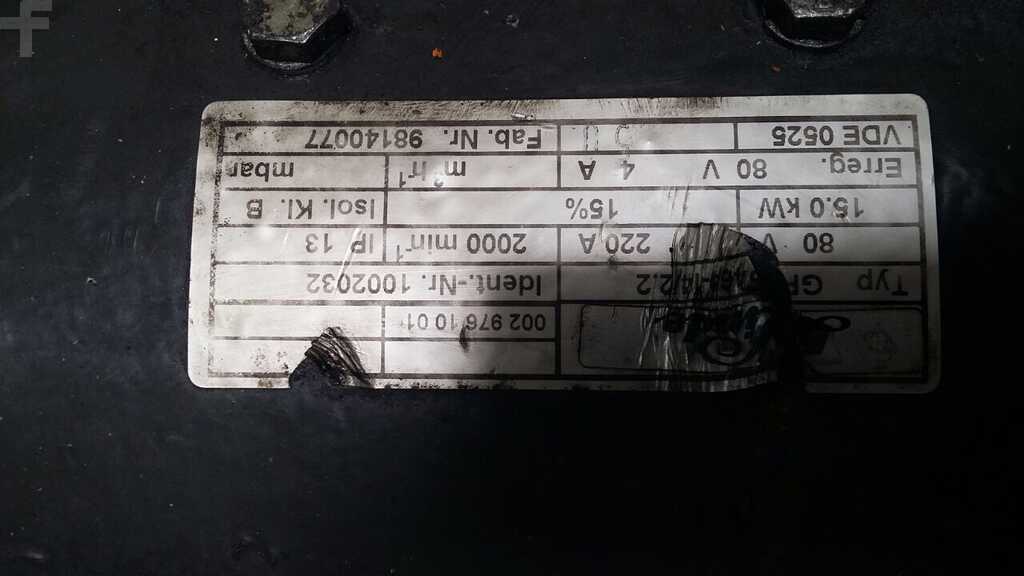 Linde
002 976 10 01
Typ Ident.-Nr. 1002032
80 V 220 A 2000 min⁻¹ IP 13
15.0 kW 15% Isol. Kl. B
Erreg. 80 V 4 A m³h⁻¹ mbar
VDE 0525 Fab. Nr. 98140077